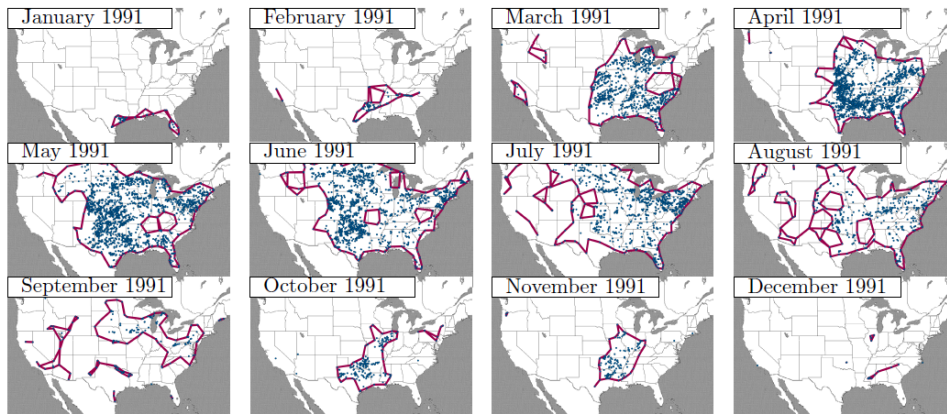 January 1991
February 1991
March 1991
April 1991
May 1991
June 1991
July 1991
August 1991
September 1991
October 1991
November 1991
December 1991